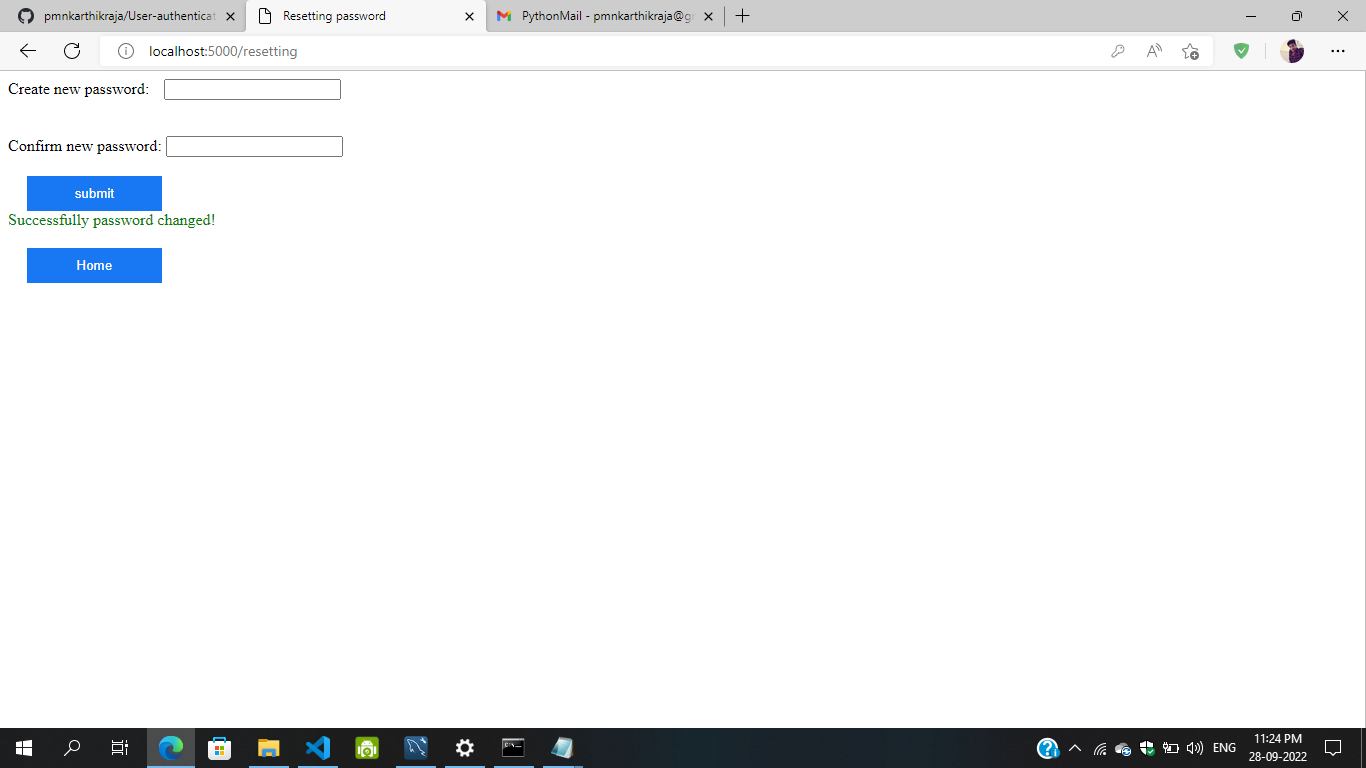 pmnkarthikraja/User-authenticat
Resetting password
PythonMail - pmnkarthikraja@gm
localhost:5000/resetting
Create new password:
Confirm new password:
submit
Successfully password changed!
Home
ENG
11:24 PM
28-09-2022